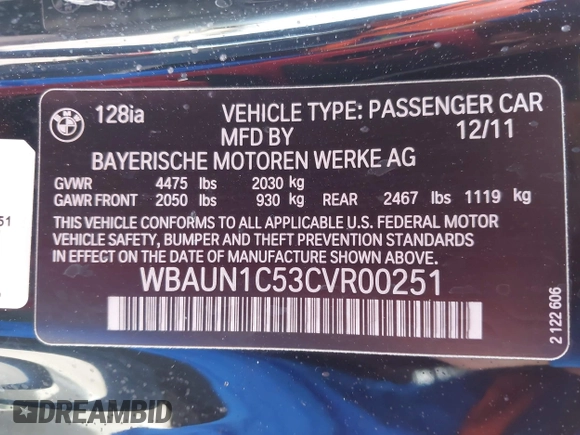 BMW
128ia VEHICLE TYPE: PASSENGER CAR
MFD BY 12/11
BAYERISCHE MOTOREN WERKE AG
GVWR 4475 lbs 2030 kg
GAWR FRONT 2050 lbs 930 kg REAR 2467 lbs 1119 kg
THIS VEHICLE CONFORMS TO ALL APPLICABLE U.S. FEDERAL MOTOR
VEHICLE SAFETY, BUMPER AND THEFT PREVENTION STANDARDS
IN EFFECT ON THE DATE OF MANUFACTURE SHOWN ABOVE.
WBAUN1C53CVR00251
2 122 606
51
DREAMBID